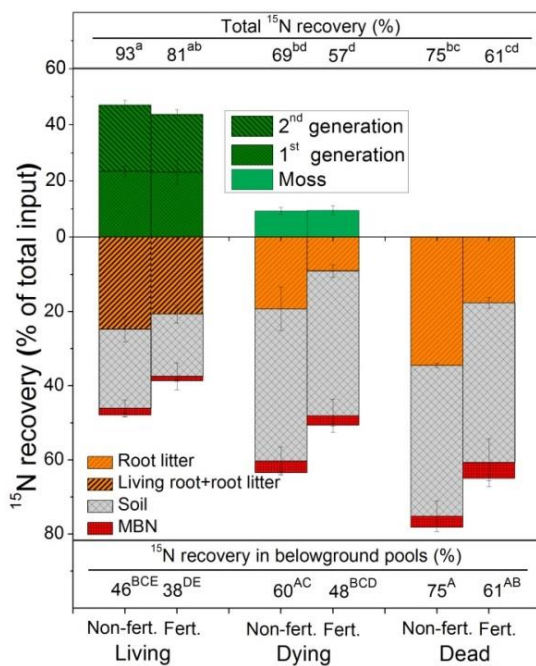 Total ¹⁵N recovery (%)
93ᵃ 81ᵃᵇ 69ᵇᵈ 57ᵈ 75ᵇᶜ 61ᶜᵈ
60
40
20
0
20
40
60
80
¹⁵N recovery (% of total input)
2ⁿᵈ generation
1ˢᵗ generation
Moss
Root litter
Living root+root litter
Soil
MBN
¹⁵N recovery in belowground pools (%)
46ᴮᶜᴱ 38ᴰᴱ 60ᴬᶜ 48ᴮᶜᴰ 75ᴬ 61ᴬᴮ
Non-fert. Fert. Non-fert. Fert. Non-fert. Fert.
Living Dying Dead